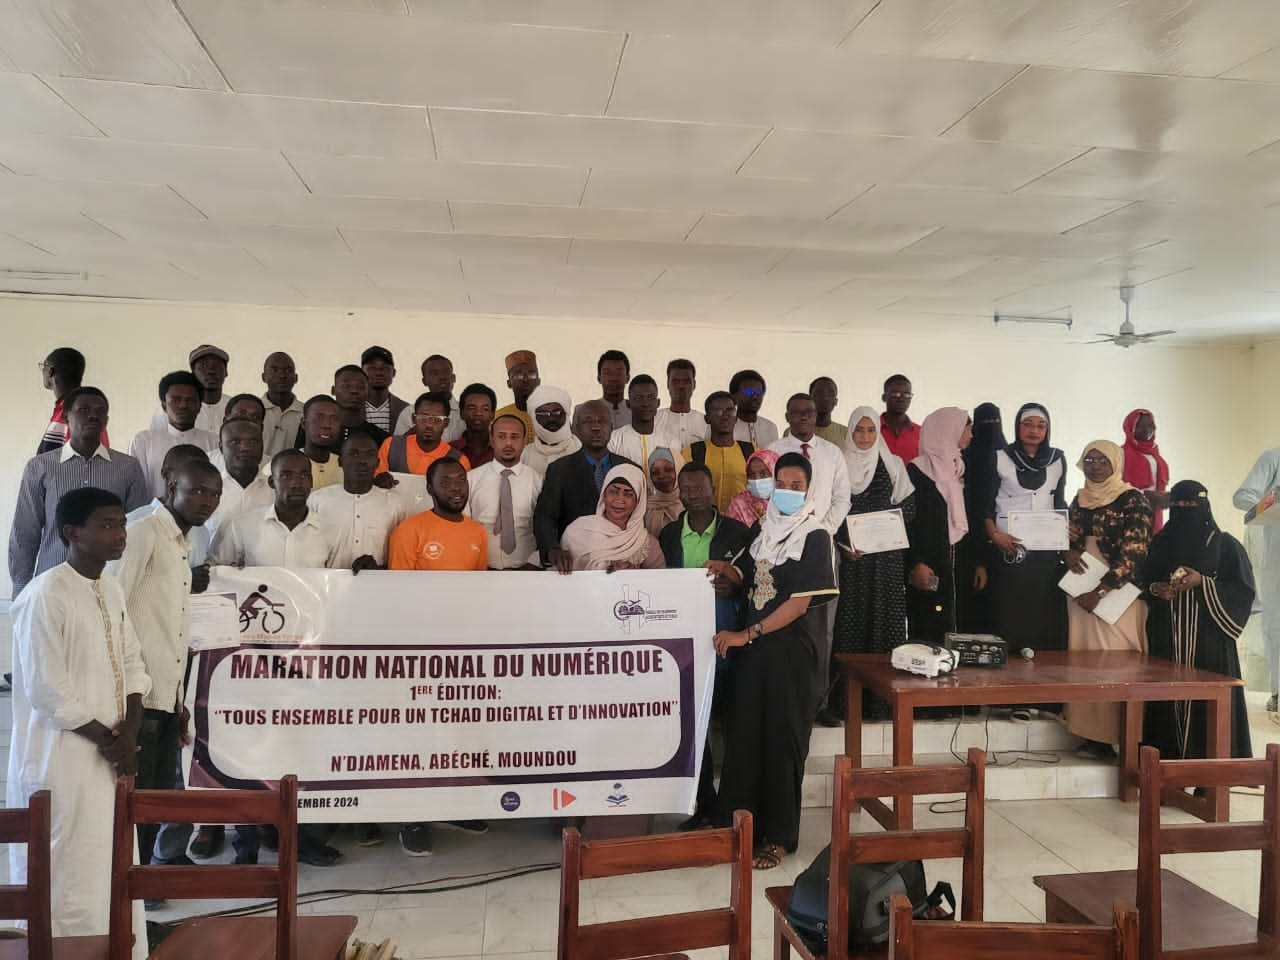 MARATHON NATIONAL DU NUMÉRIQUE
1ERE ÉDITION:
"TOUS ENSEMBLE POUR UN TCHAD DIGITAL ET D'INNOVATION"
N'DJAMENA, ABÉCHÉ, MOUNDOU
EMBRE 2024